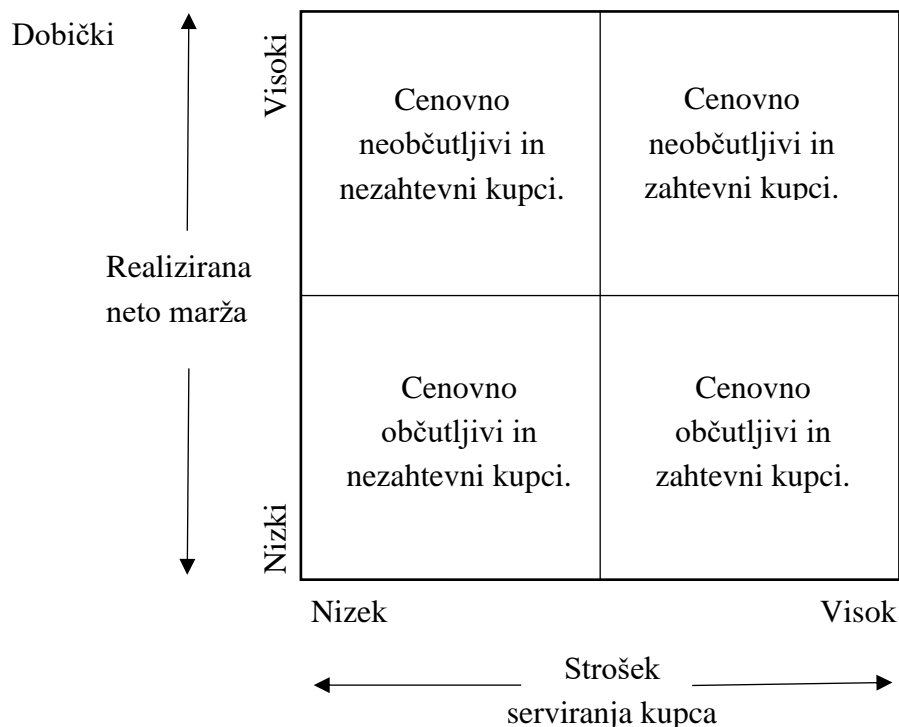 Dobički
Visoki
Cenovno
neobčutljivi in
nezahtevni kupci.
Cenovno
neobčutljivi in
zahtevni kupci.
Realizirana
neto marža
Cenovno
občutljivi in
nezahtevni kupci.
Cenovno
občutljivi in
zahtevni kupci.
Nizki
Nizek
Visok
Strošek
serviranja kupca